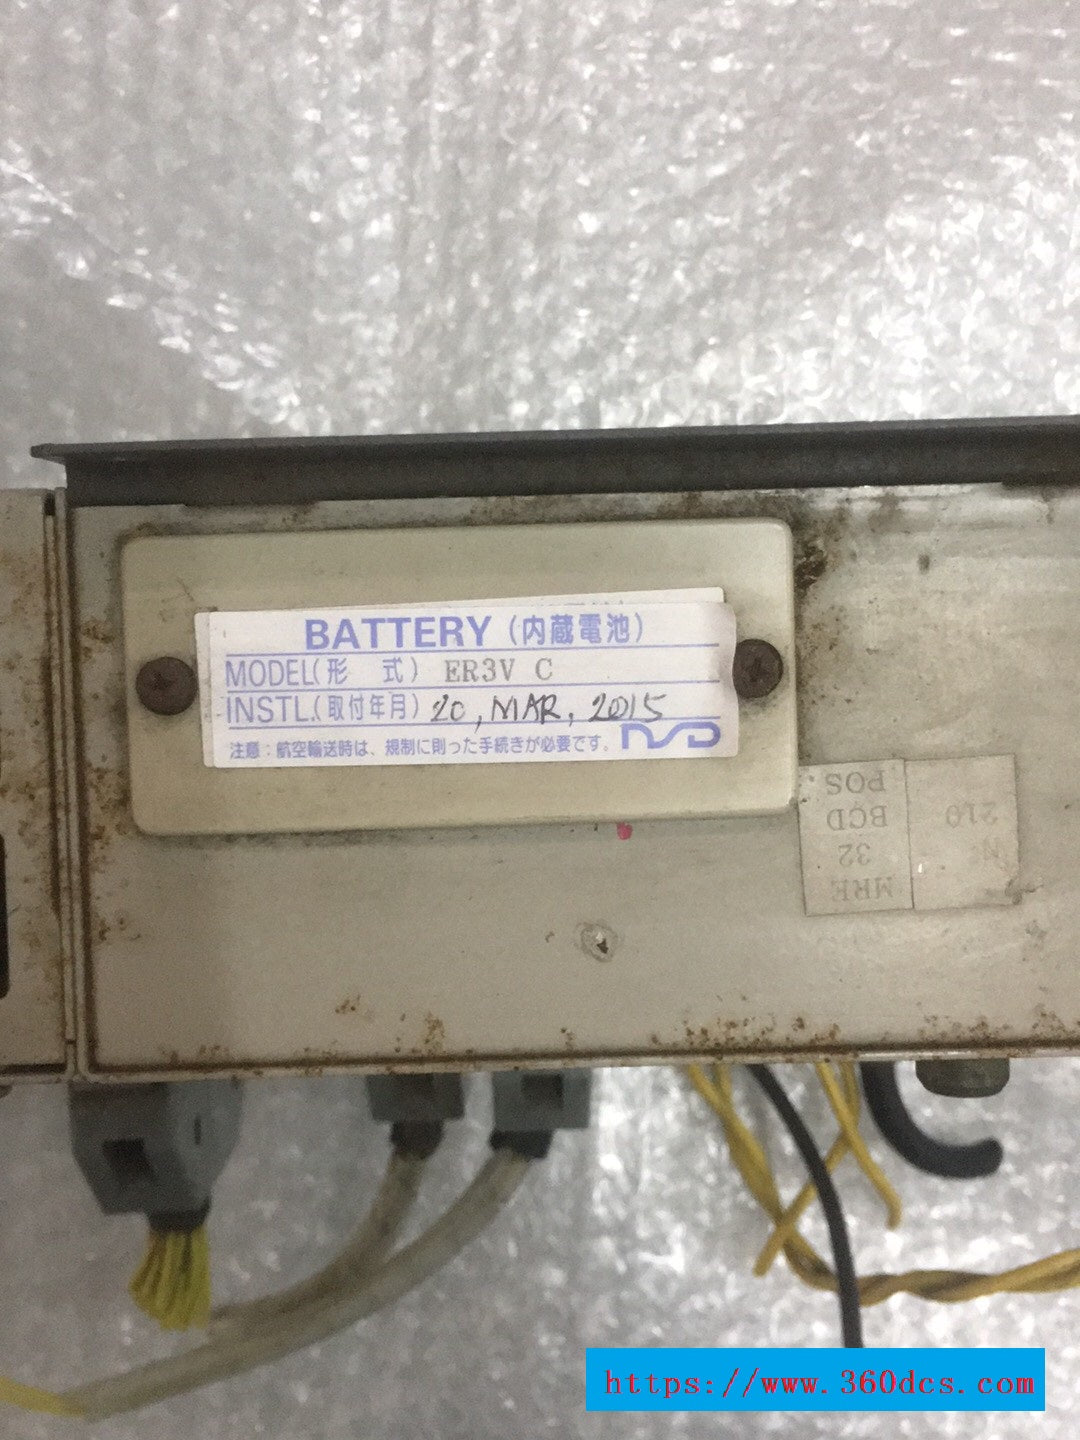 BATTERY (内蔵電池)
MODEL(形 式) ER3V C
INSTL.(取付年月) 20, MAR, 2015
注意:航空輸送時は、規制に則った手続きが必要です。 NSD
MRE
32
BCD
POS
N
210
https://www.360dcs.com